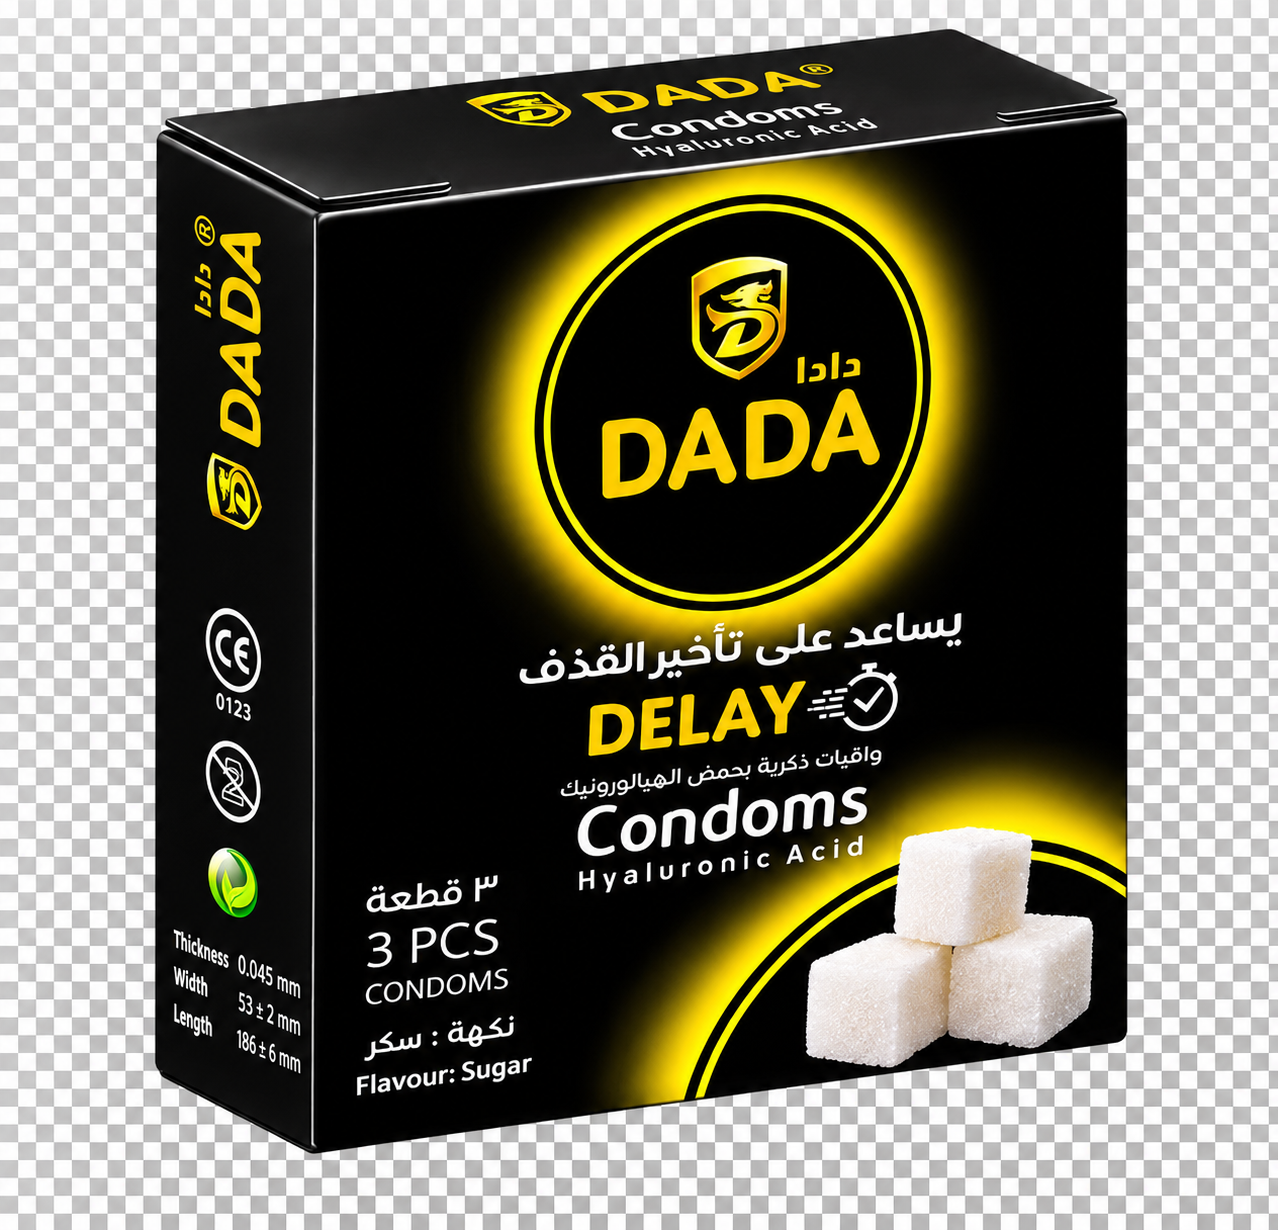 DADA®
Condoms
Hyaluronic Acid
دادا ®
DADA
CE
0123
2
Thickness 0.045 mm
Width 53 ± 2 mm
Length 186 ± 6 mm
D
دادا
DADA
يساعد على تأخير القذف
DELAY
واقيات ذكرية بحمض الهيالورونيك
Condoms
Hyaluronic Acid
٣ قطعة
3 PCS
CONDOMS
نكهة : سكر
Flavour: Sugar